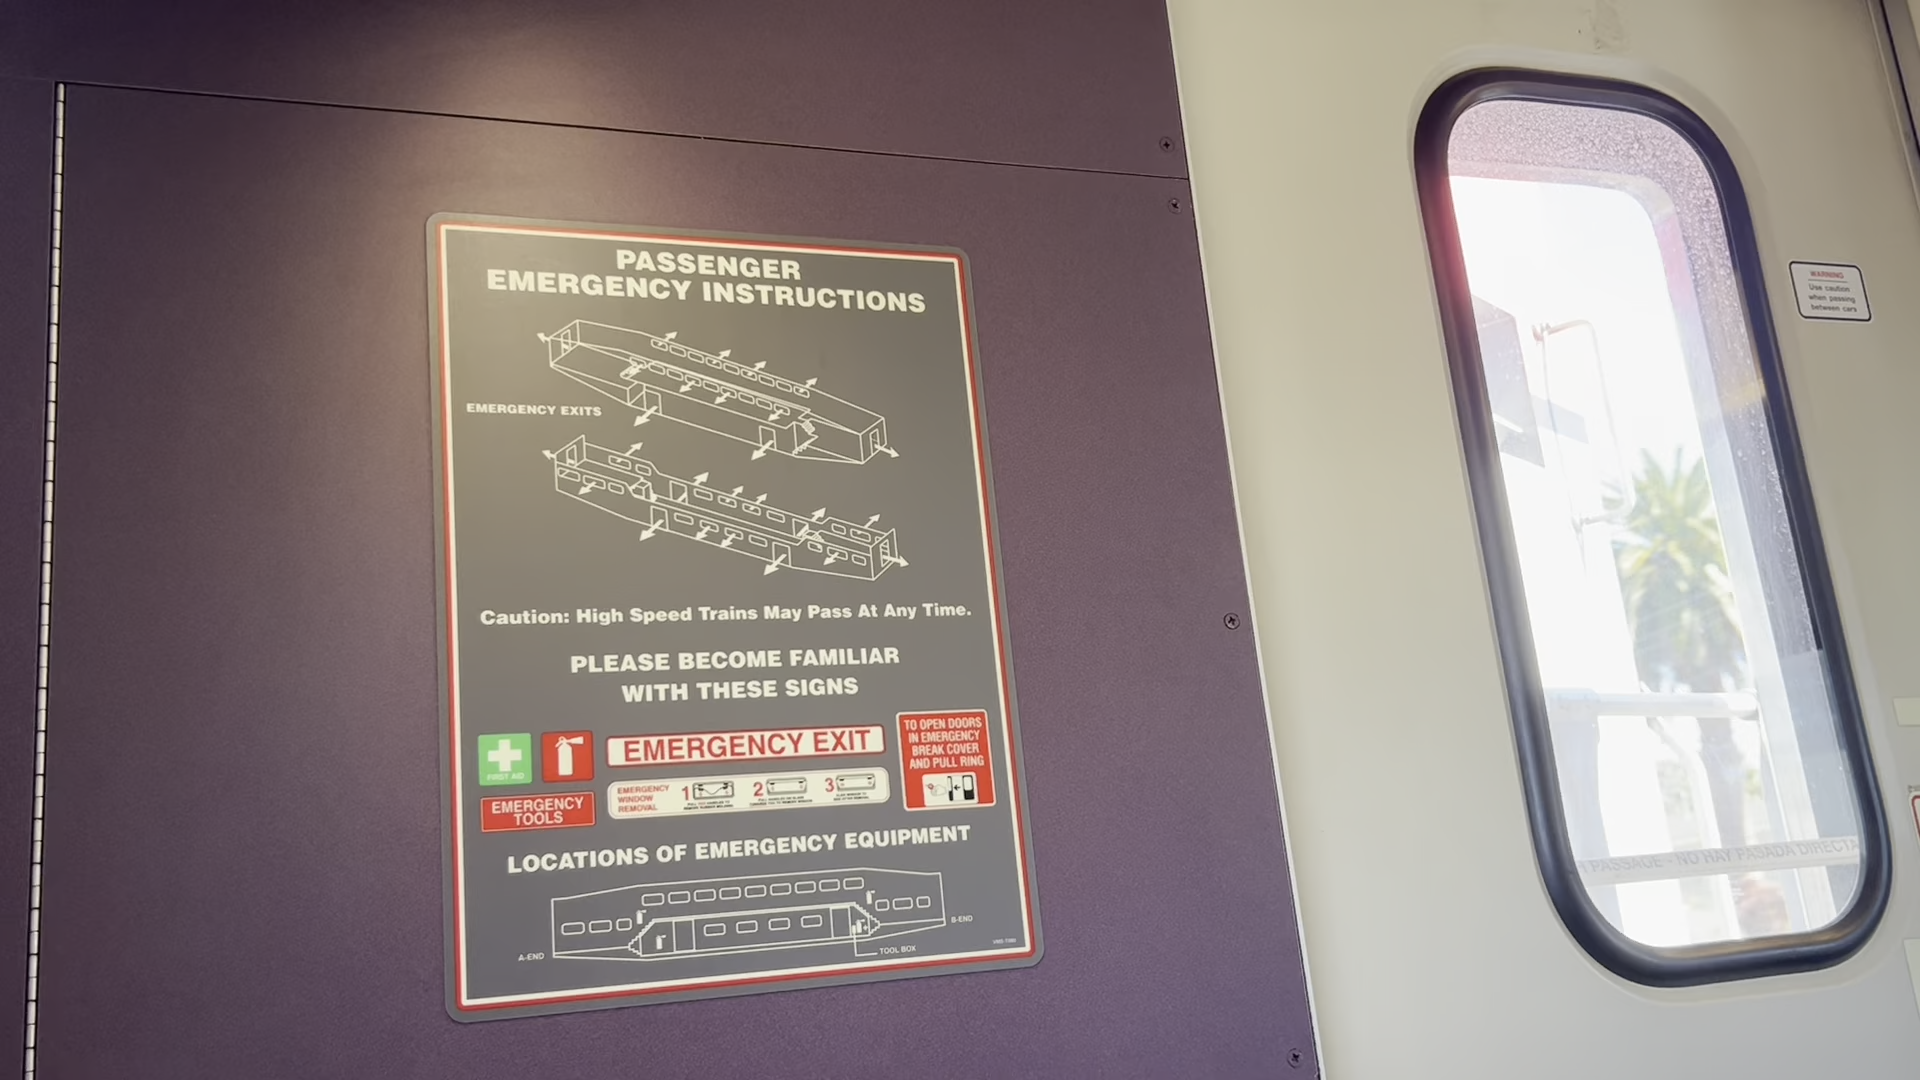 PASSENGER
EMERGENCY INSTRUCTIONS
EMERGENCY EXITS
Caution: High Speed Trains May Pass At Any Time.
PLEASE BECOME FAMILIAR
WITH THESE SIGNS
FIRST AID
EMERGENCY
TOOLS
EMERGENCY EXIT
EMERGENCY
WINDOW
REMOVAL
1
2
3
TO OPEN DOORS
IN EMERGENCY
BREAK COVER
AND PULL RING
LOCATIONS OF EMERGENCY EQUIPMENT
A-END
B-END
TOOL BOX
WARNING
Use caution
when passing
between cars
PASSAGE - NO HAY PASADA DIRECTA